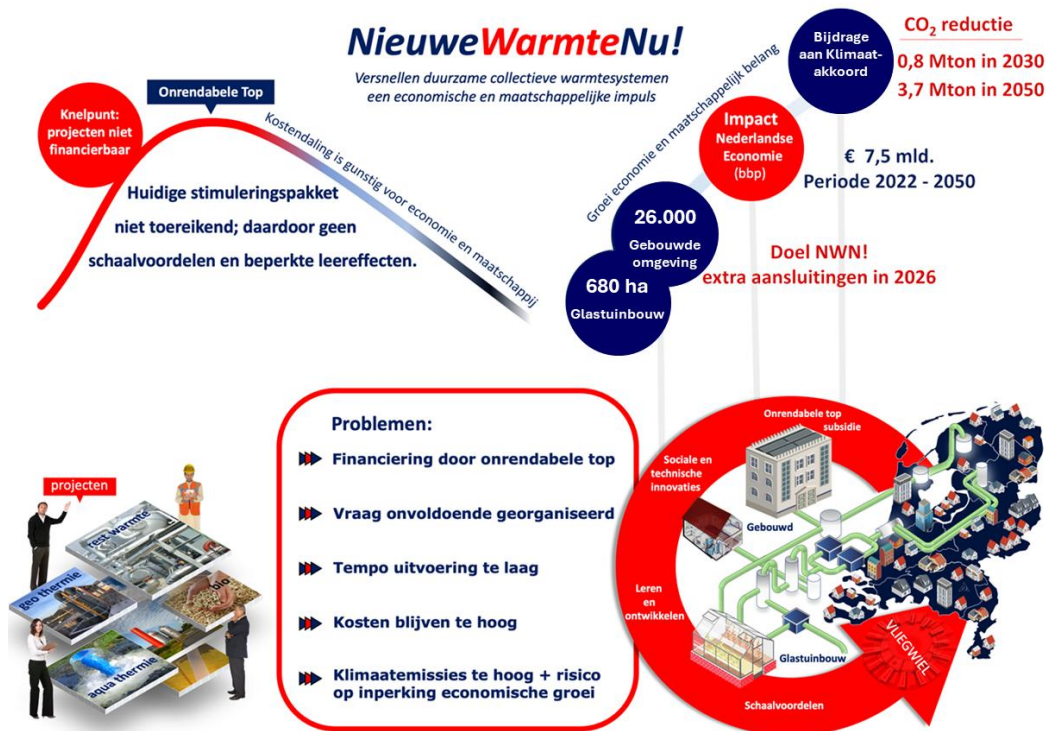 NieuweWarmteNu!
Versnellen duurzame collectieve warmtesystemen
een economische en maatschappelijke impuls
Knelpunt:
projecten niet
financierbaar
Onrendabele Top
Kostendaling is gunstig voor economie en maatschappij
Huidige stimuleringspakket
niet toereikend; daardoor geen
schaalvoordelen en beperkte leereffecten.
Groei economie en maatschappelijk belang
Bijdrage
aan Klimaat-
akkoord
CO₂ reductie
0,8 Mton in 2030
3,7 Mton in 2050
Impact
Nederlandse
Economie
(bbp)
€ 7,5 mld.
Periode 2022 - 2050
26.000
Gebouwde
omgeving
680 ha
Glastuinbouw
Doel NWN!
extra aansluitingen in 2026
projecten
rest warmte
geo thermie
bio
aqua thermie
Problemen:
Financiering door onrendabele top
Vraag onvoldoende georganiseerd
Tempo uitvoering te laag
Kosten blijven te hoog
Klimaatemissies te hoog + risico
op inperking economische groei
Onrendabele top
subsidie
Sociale en
technische
innovaties
Gebouwd
Leren en
ontwikkelen
Glastuinbouw
Schaalvoordelen
VLIEGWIEL